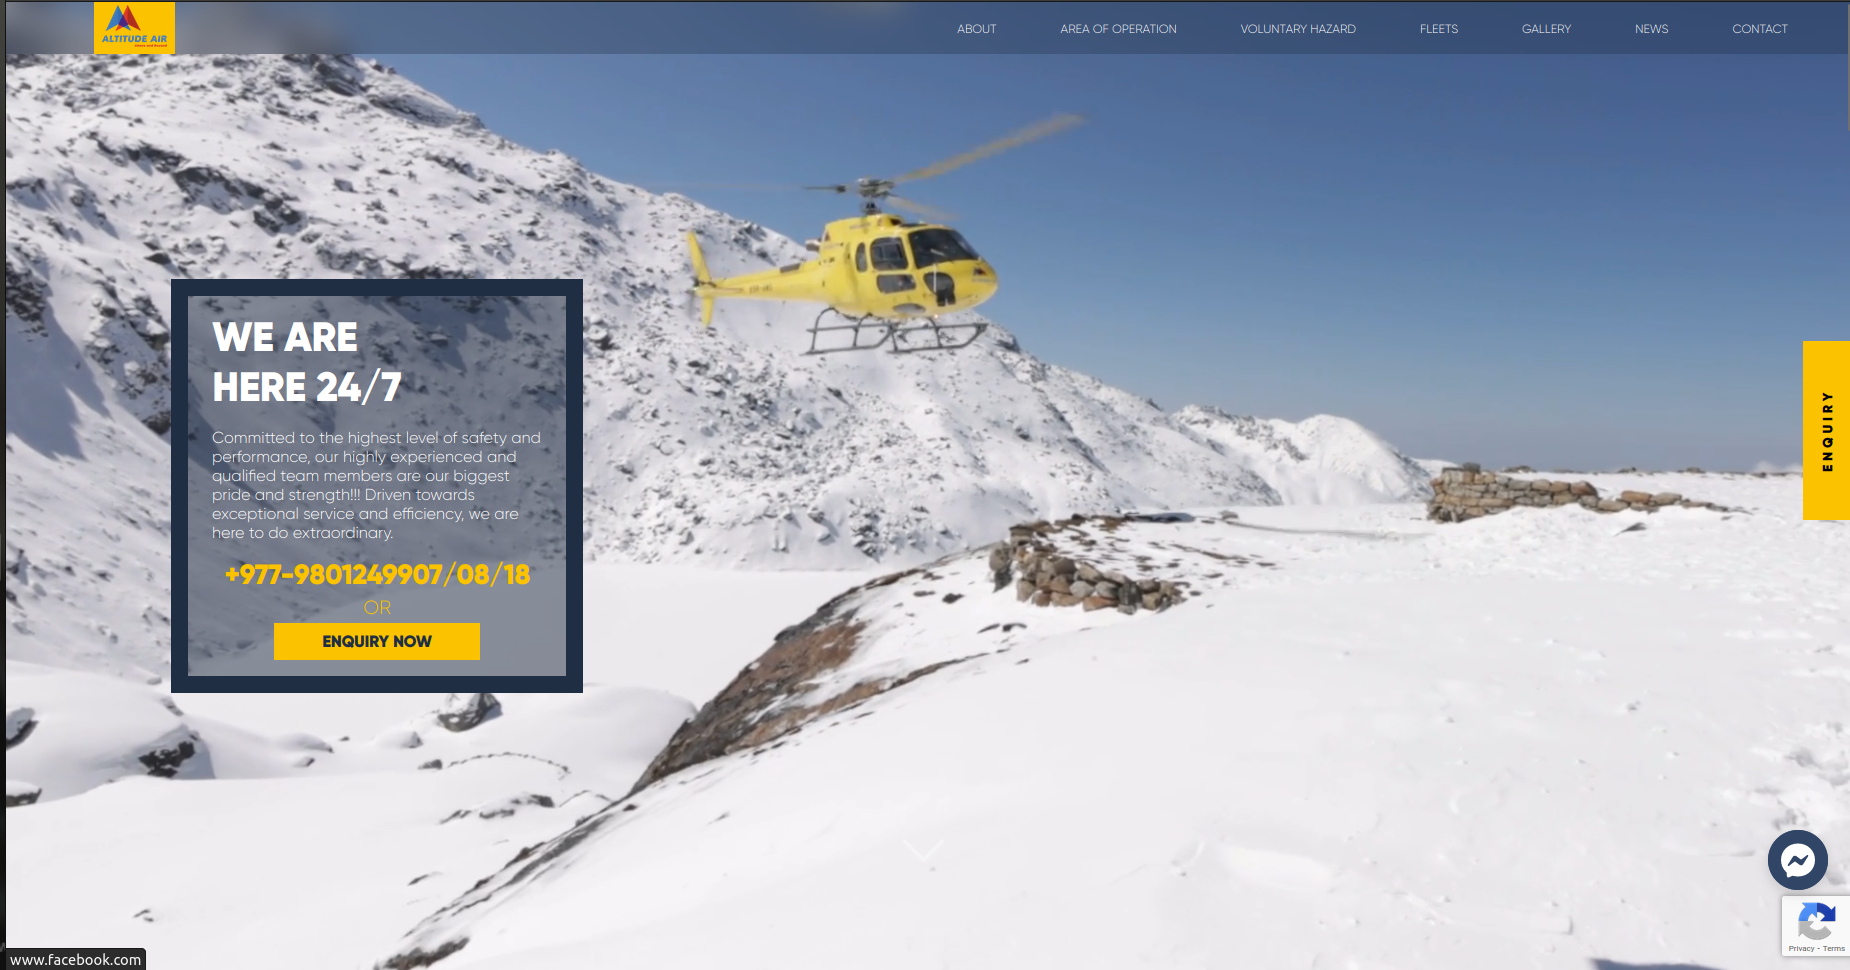 ALTITUDE AIR
ABOUT
AREA OF OPERATION
VOLUNTARY HAZARD
FLEETS
GALLERY
NEWS
CONTACT
WE ARE
HERE 24/7
Committed to the highest level of safety and
performance, our highly experienced and
qualified team members are our biggest
pride and strength!!! Driven towards
exceptional service and efficiency, we are
here to do extraordinary.
+977-9801249907/08/18
OR
ENQUIRY NOW
ENQUIRY
Privacy - Terms
www.facebook.com